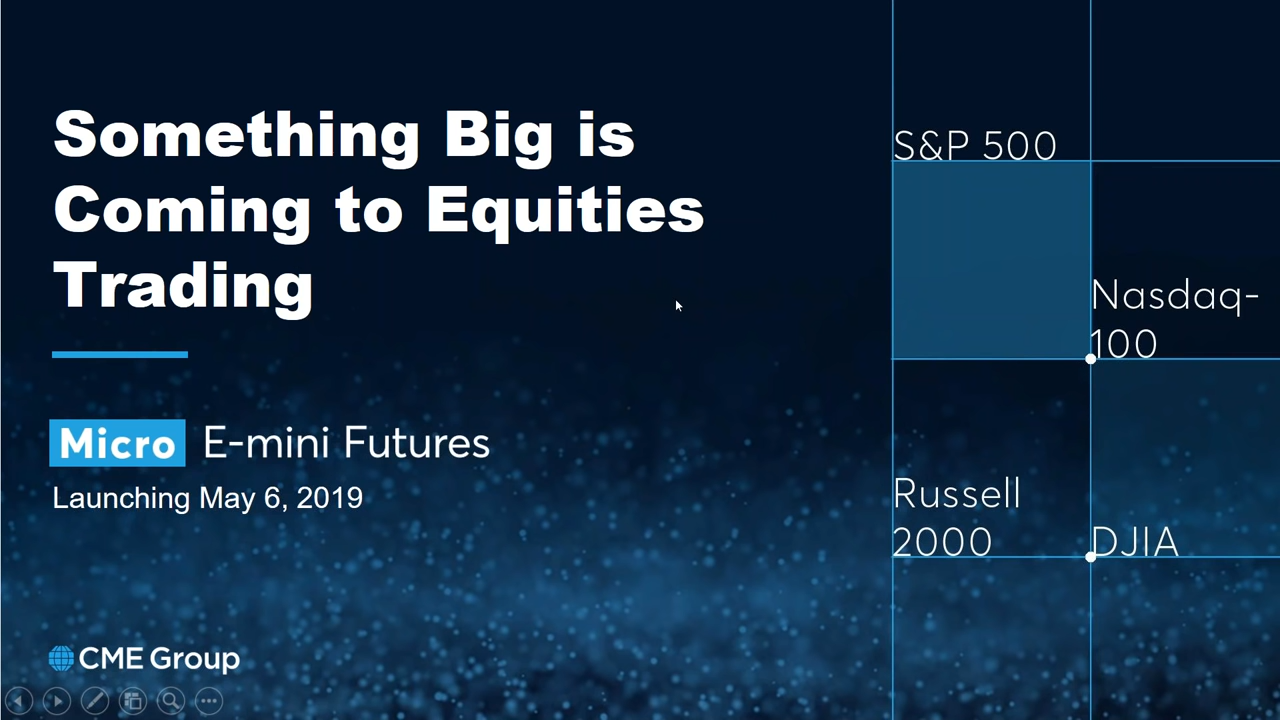 Something Big is
Coming to Equities
Trading
Micro E-mini Futures
Launching May 6, 2019
CME Group
S&P 500
Nasdaq-
100
Russell
2000
DJIA